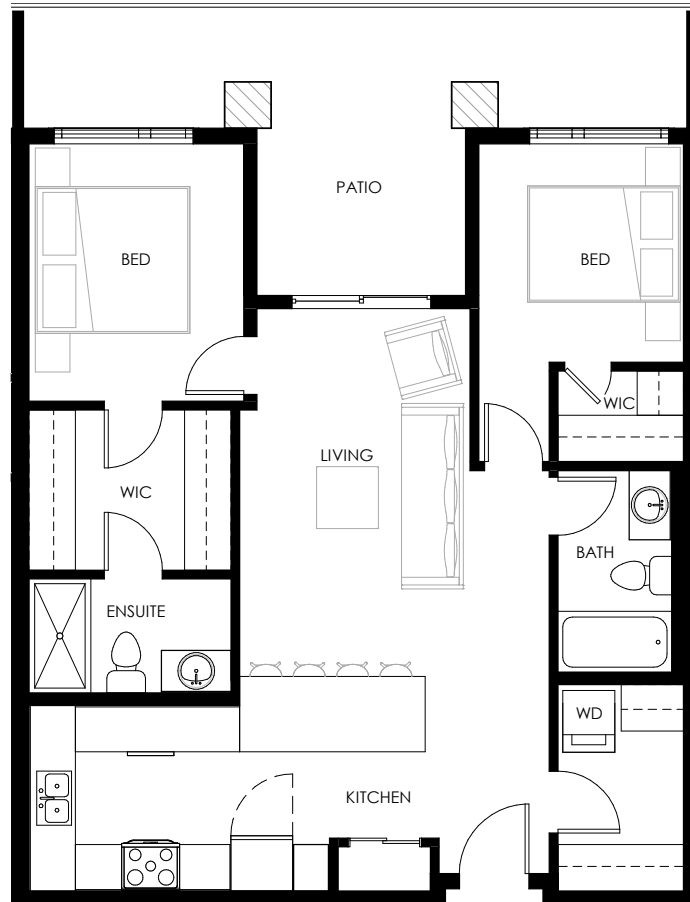 PATIO
BED
BED
WIC
LIVING
WIC
BATH
ENSUITE
WD
KITCHEN